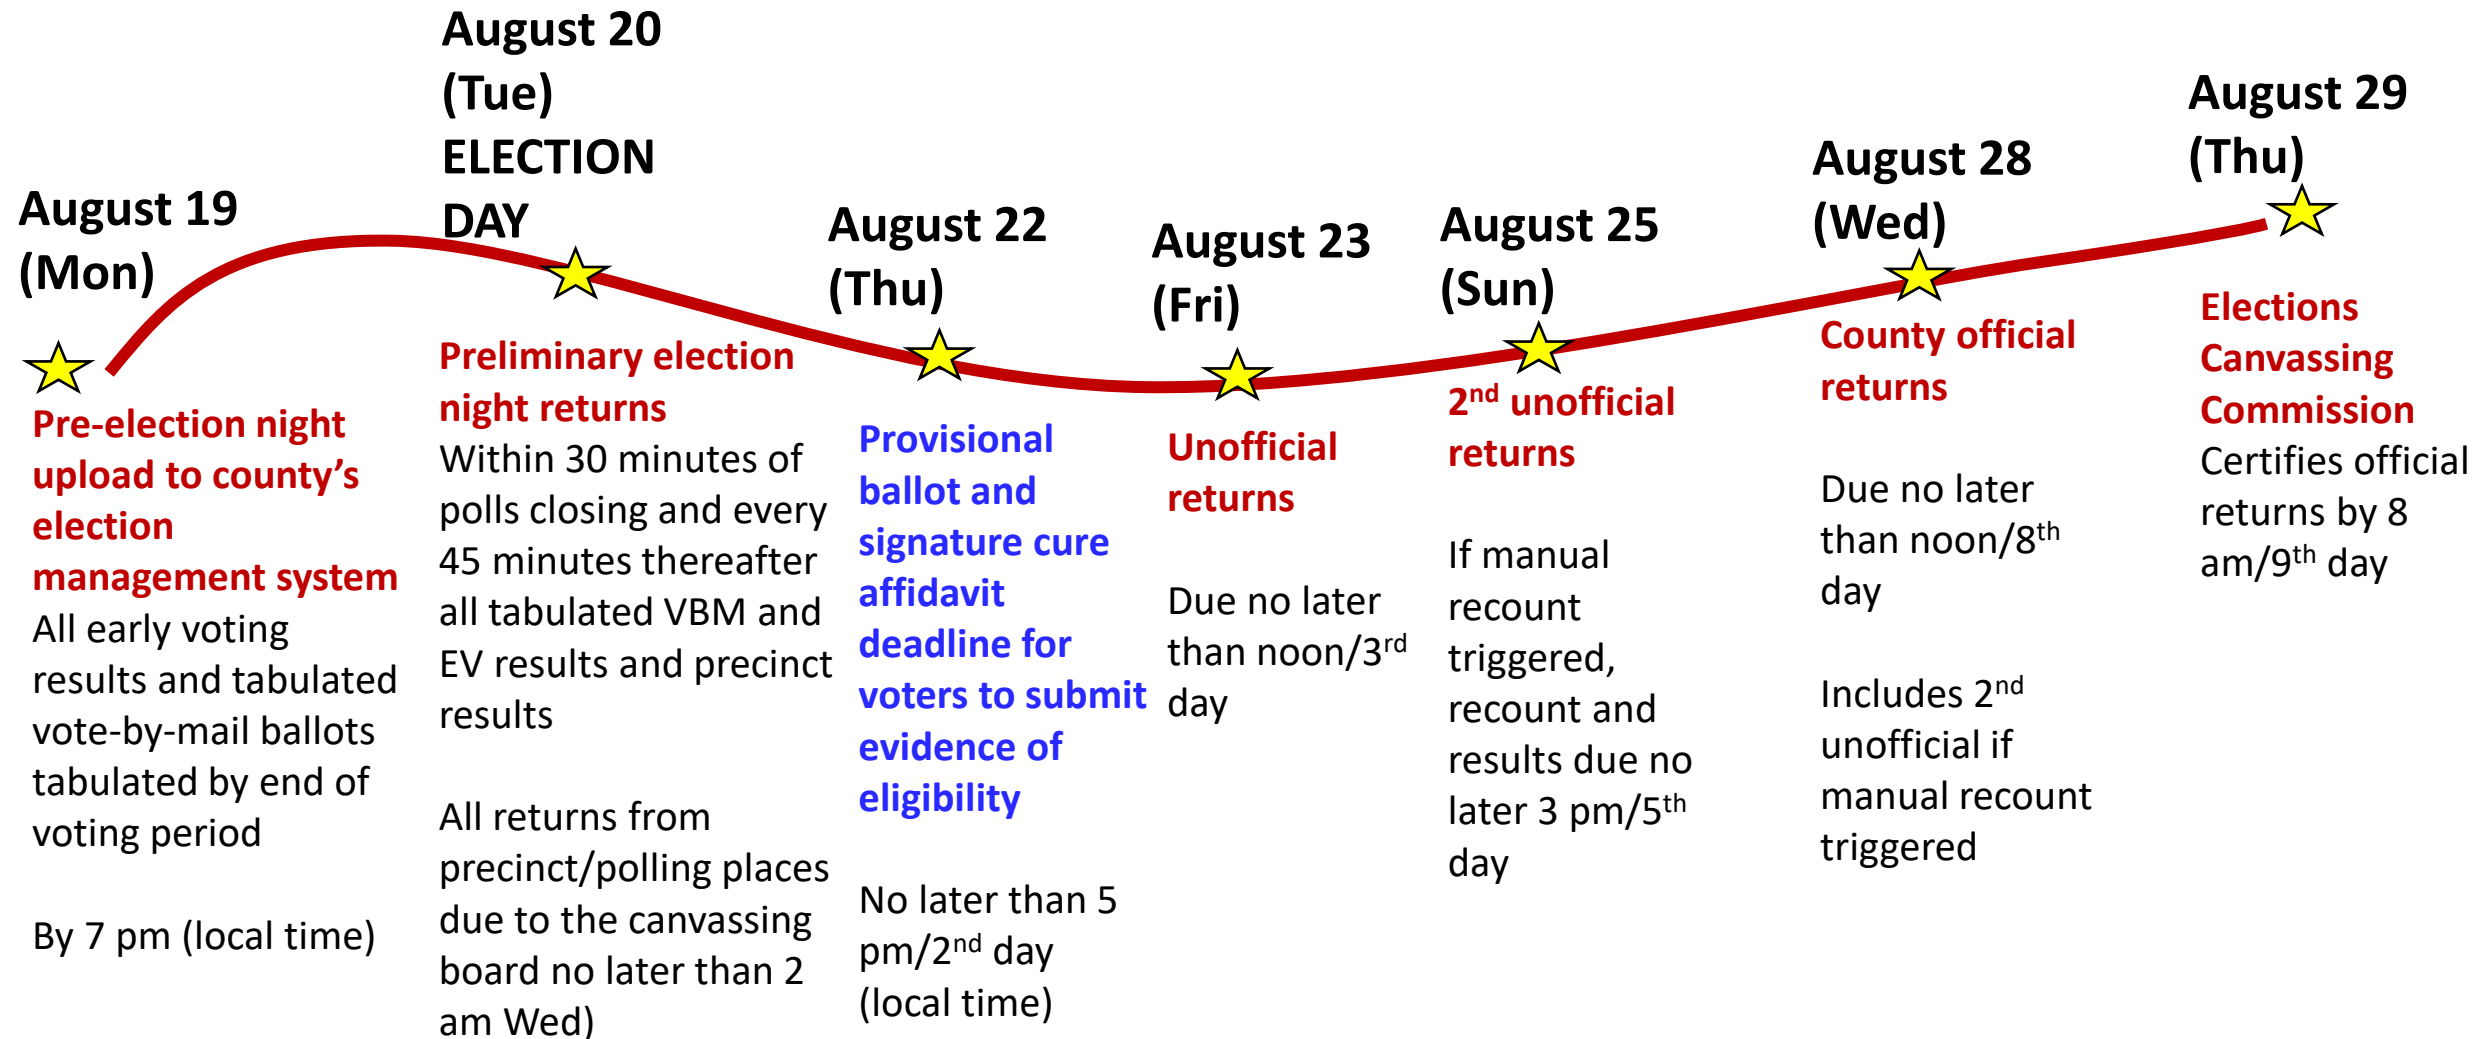 August 19
(Mon)
Pre-election night
upload to county’s
election
management system
All early voting
results and tabulated
vote-by-mail ballots
tabulated by end of
voting period
By 7 pm (local time)
August 20
(Tue)
ELECTION
DAY
Preliminary election
night returns
Within 30 minutes of
polls closing and every
45 minutes thereafter
all tabulated VBM and
EV results and precinct
results
All returns from
precinct/polling places
due to the canvassing
board no later than 2
am Wed)
August 22
(Thu)
Provisional
ballot and
signature cure
affidavit
deadline for
voters to submit
evidence of
eligibility
No later than 5
pm/2nd day
(local time)
August 23
(Fri)
Unofficial
returns
Due no later
than noon/3rd
day
August 25
(Sun)
2nd unofficial
returns
If manual
recount
triggered,
recount and
results due no
later 3 pm/5th
day
August 28
(Wed)
County official
returns
Due no later
than noon/8th
day
Includes 2nd
unofficial if
manual recount
triggered
August 29
(Thu)
Elections
Canvassing
Commission
Certifies official
returns by 8
am/9th day